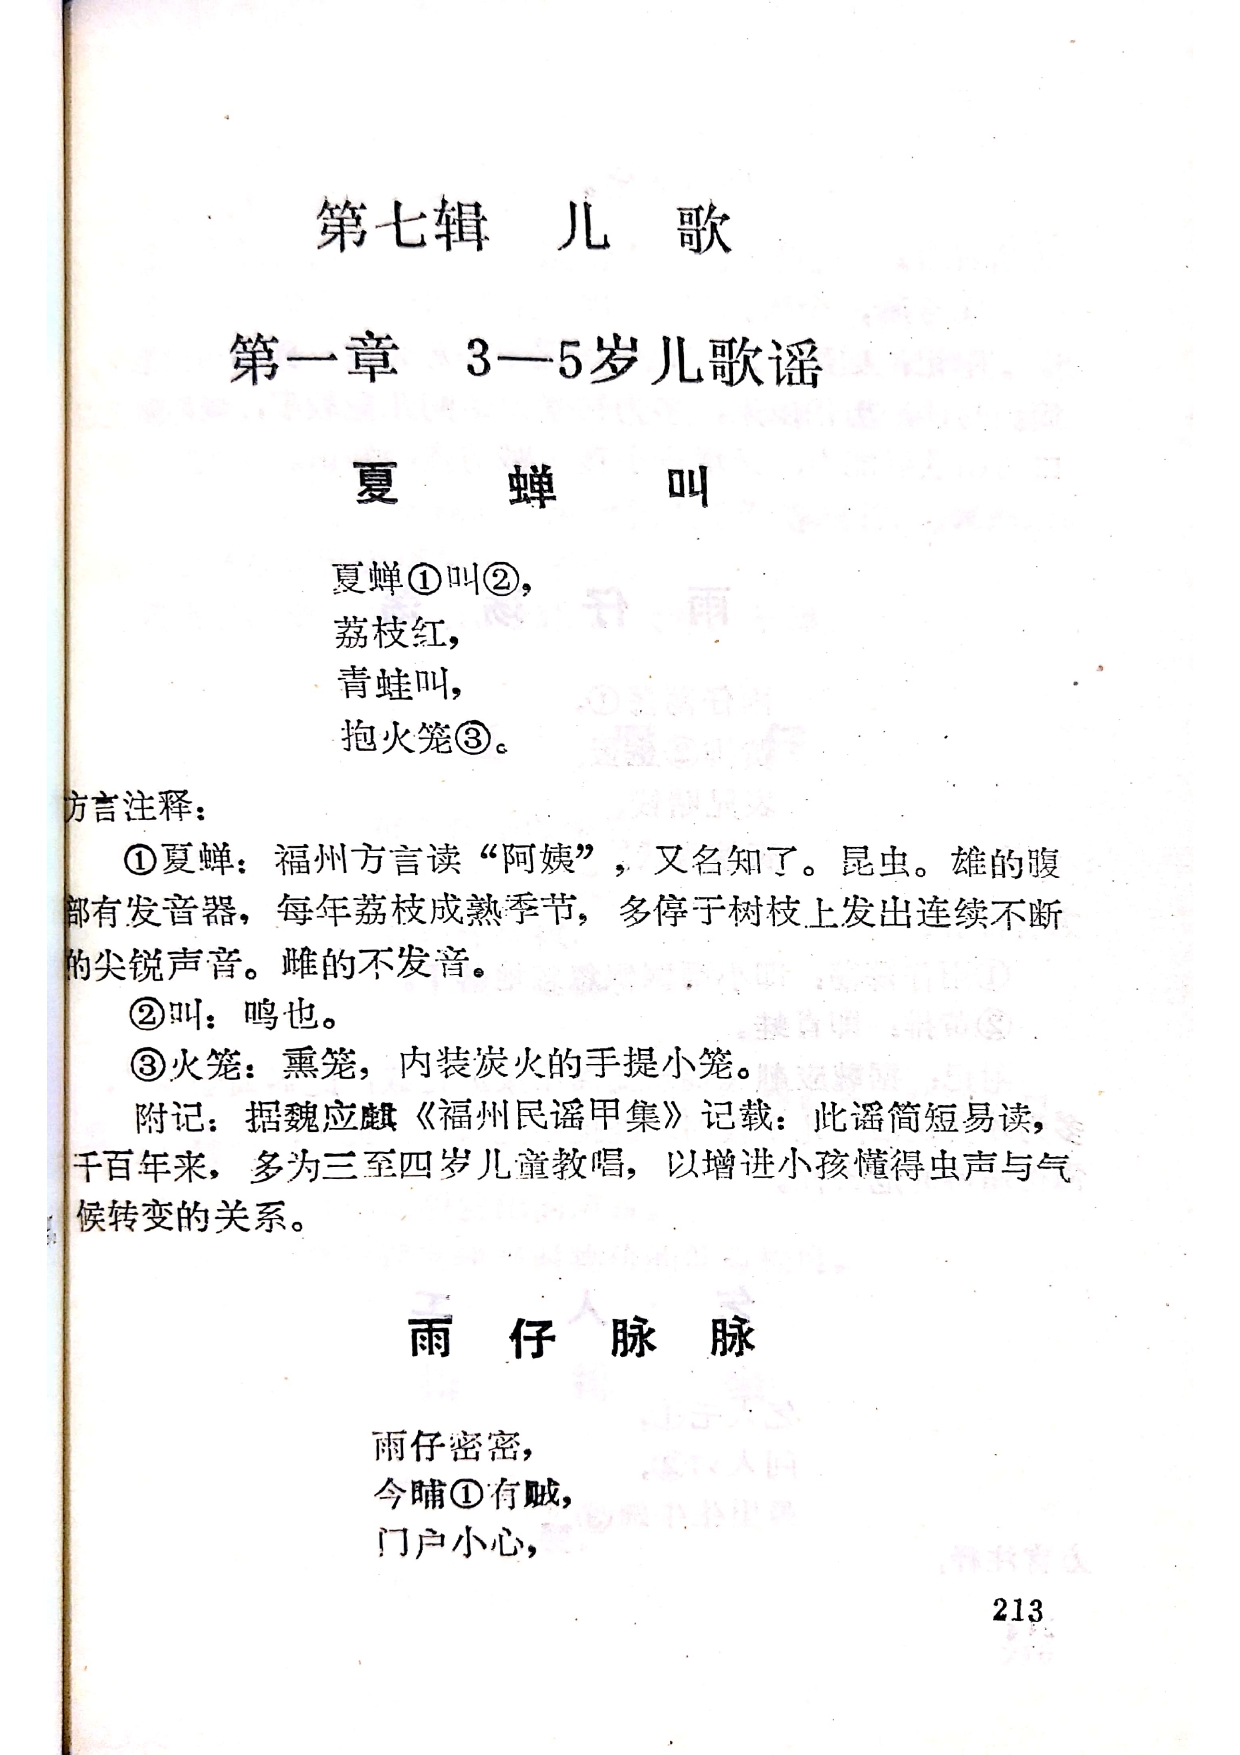 第七辑 儿 歌
第一章 3—5岁儿歌谣
夏 蝉 叫
夏蝉①叫②，
荔枝红，
青蛙叫，
抱火笼③。
方言注释：
①夏蝉：福州方言读“阿姨”，又名知了。昆虫。雄的腹
部有发音器，每年荔枝成熟季节，多停于树枝上发出连续不断
的尖锐声音。雌的不发音。
②叫：鸣也。
③火笼：熏笼，内装炭火的手提小笼。
附记：据魏应麒《福州民谣甲集》记载：此谣简短易读，
千百年来，多为三至四岁儿童教唱，以增进小孩懂得虫声与气
候转变的关系。
雨 仔 脉 脉
雨仔密密，
今晡①有贼，
门户小心，
213